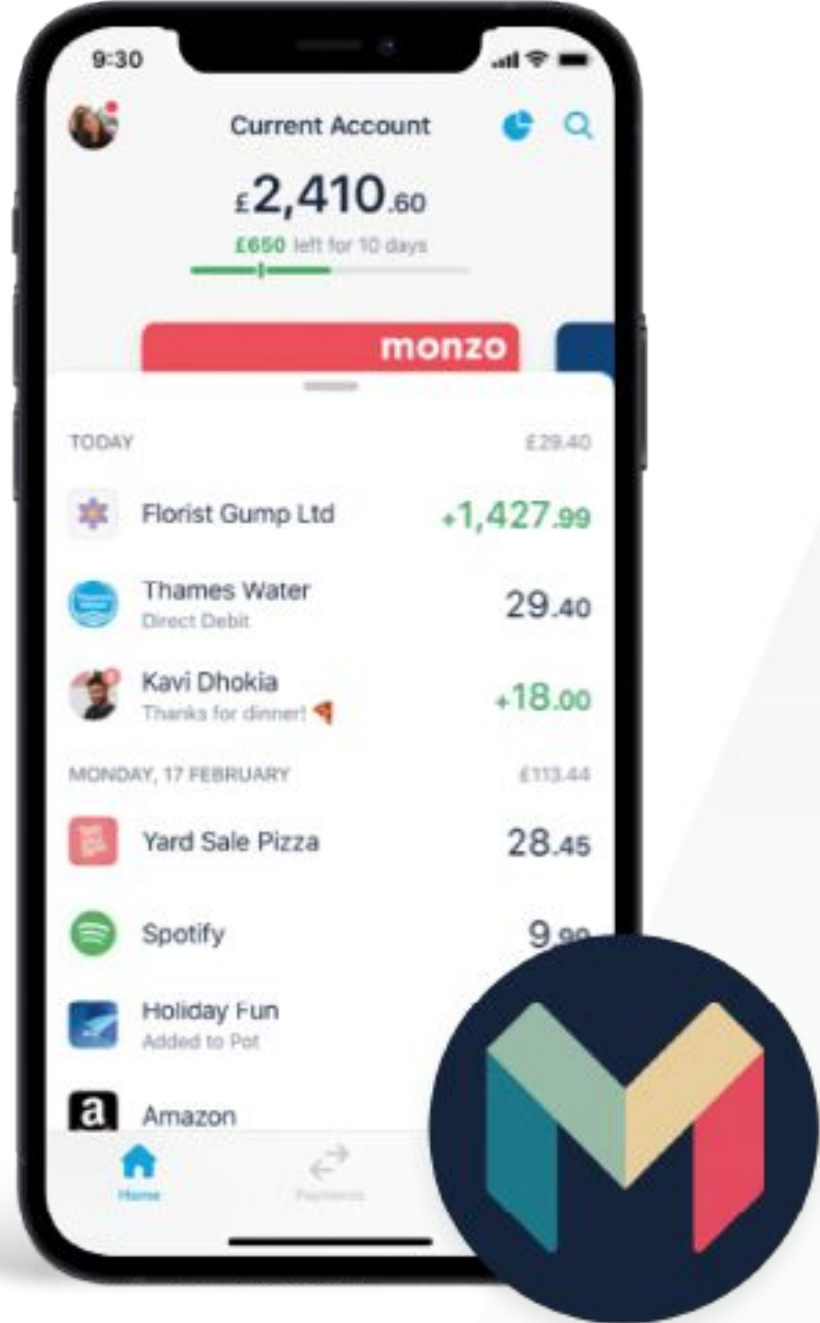 9:30
Current Account
£2,410.60
£650 left for 10 days
monzo
TODAY £29.40
Florist Gump Ltd +1,427.99
Thames Water 29.40
Direct Debit
Kavi Dhokia +18.00
Thanks for dinner!
MONDAY, 17 FEBRUARY £113.44
Yard Sale Pizza 28.45
Spotify 9.99
Holiday Fun
Added to Pot
a Amazon
Home Payments